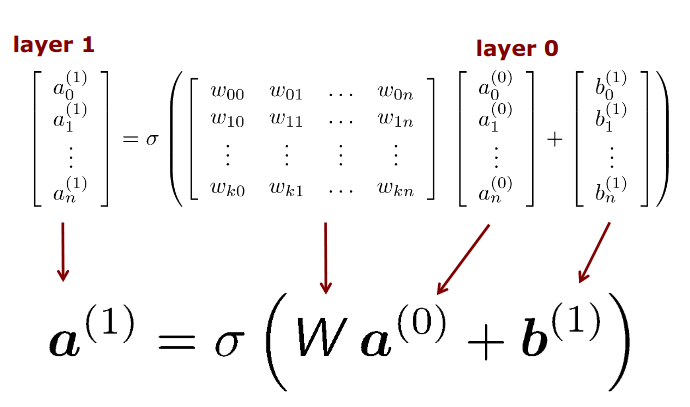 layer 1
layer 0
\begin{bmatrix} a_0^{(1)} \\ a_1^{(1)} \\ \vdots \\ a_n^{(1)} \end{bmatrix} = \sigma \left( \begin{bmatrix} w_{00} & w_{01} & \dots & w_{0n} \\ w_{10} & w_{11} & \dots & w_{1n} \\ \vdots & \vdots & \vdots & \vdots \\ w_{k0} & w_{k1} & \dots & w_{kn} \end{bmatrix} \begin{bmatrix} a_0^{(0)} \\ a_1^{(0)} \\ \vdots \\ a_n^{(0)} \end{bmatrix} + \begin{bmatrix} b_0^{(1)} \\ b_1^{(1)} \\ \vdots \\ b_n^{(1)} \end{bmatrix} \right)
\boldsymbol{a}^{(1)} = \sigma \left( W \boldsymbol{a}^{(0)} + \boldsymbol{b}^{(1)} \right)